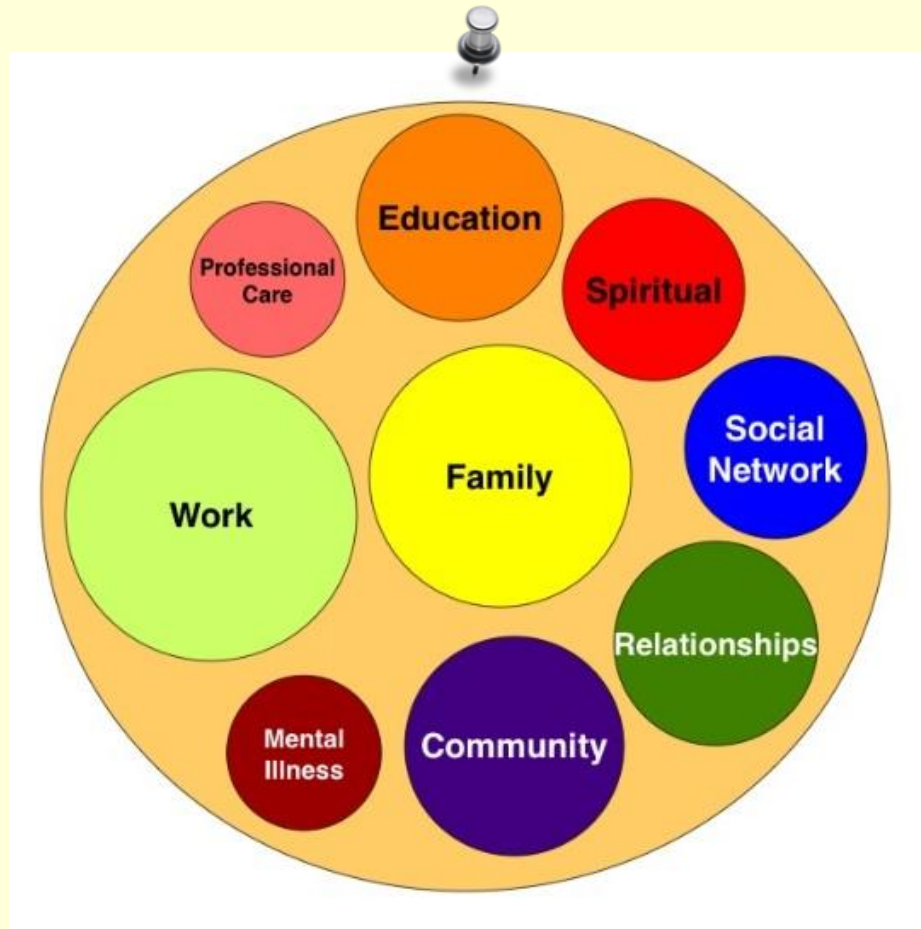 Education
Professional
Care
Spiritual
Social
Network
Family
Work
Relationships
Community
Mental
Illness